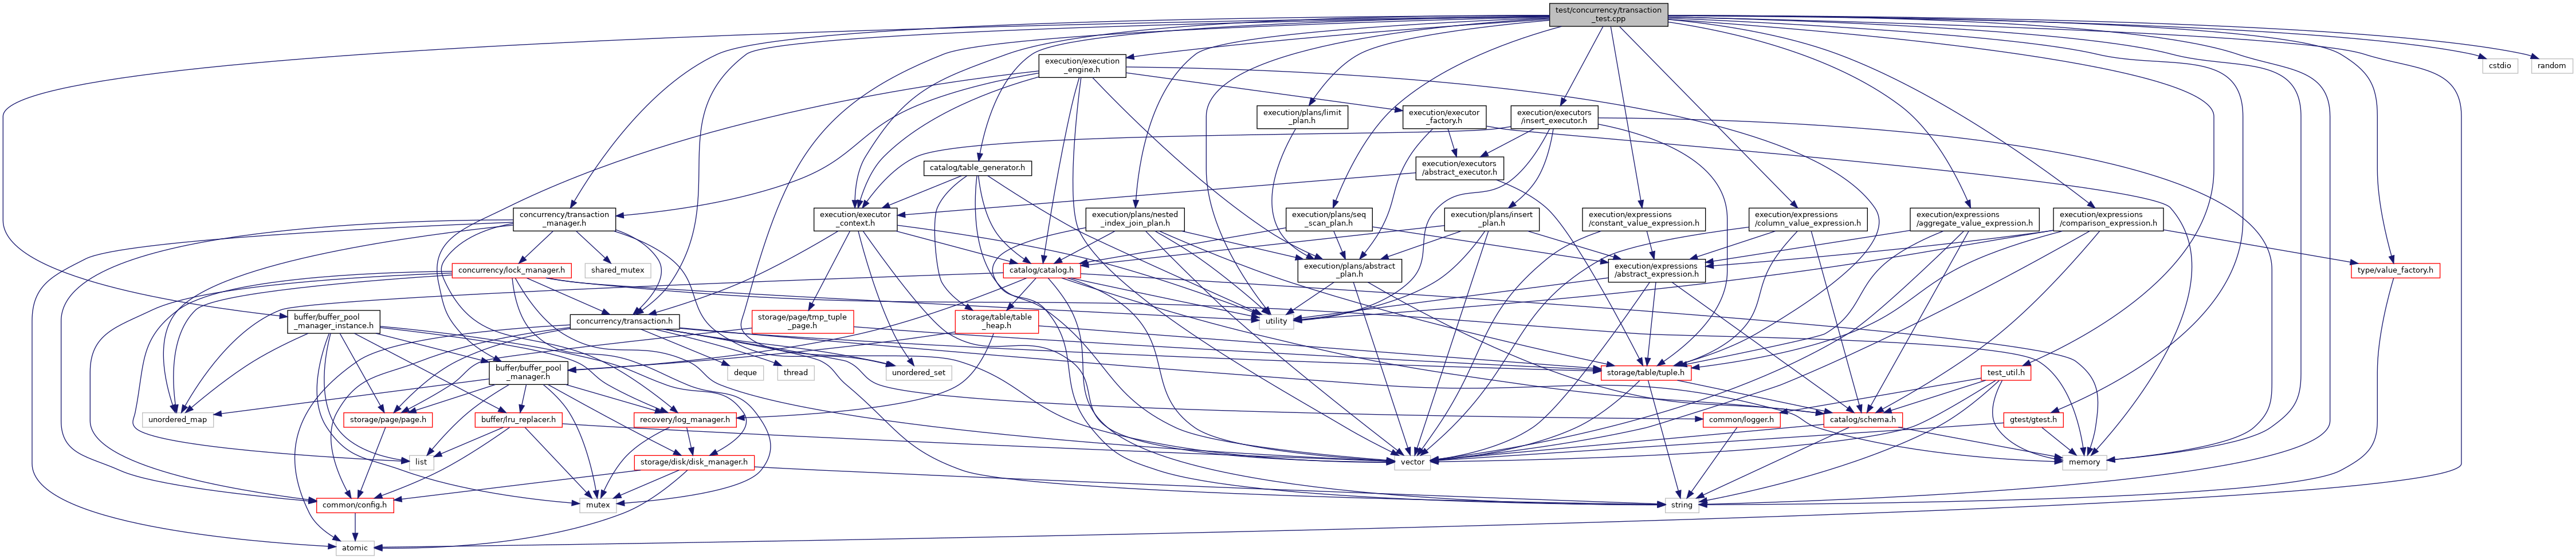 test/concurrency/transaction
_test.cpp
execution/execution
_engine.h
cstdio
random
execution/plans/limit
_plan.h
execution/executor
_factory.h
execution/executors
/insert_executor.h
catalog/table_generator.h
execution/executors
/abstract_executor.h
concurrency/transaction
_manager.h
execution/executor
_context.h
execution/plans/nested
_index_join_plan.h
execution/plans/seq
_scan_plan.h
execution/plans/insert
_plan.h
execution/expressions
/constant_value_expression.h
execution/expressions
/column_value_expression.h
execution/expressions
/aggregate_value_expression.h
execution/expressions
/comparison_expression.h
concurrency/lock_manager.h
shared_mutex
catalog/catalog.h
execution/plans/abstract
_plan.h
execution/expressions
/abstract_expression.h
type/value_factory.h
buffer/buffer_pool
_manager_instance.h
concurrency/transaction.h
storage/page/tmp_tuple
_page.h
storage/table/table
_heap.h
utility
buffer/buffer_pool
_manager.h
deque
thread
unordered_set
storage/table/tuple.h
test_util.h
unordered_map
storage/page/page.h
buffer/lru_replacer.h
recovery/log_manager.h
common/logger.h
catalog/schema.h
gtest/gtest.h
list
storage/disk/disk_manager.h
vector
memory
common/config.h
mutex
string
atomic